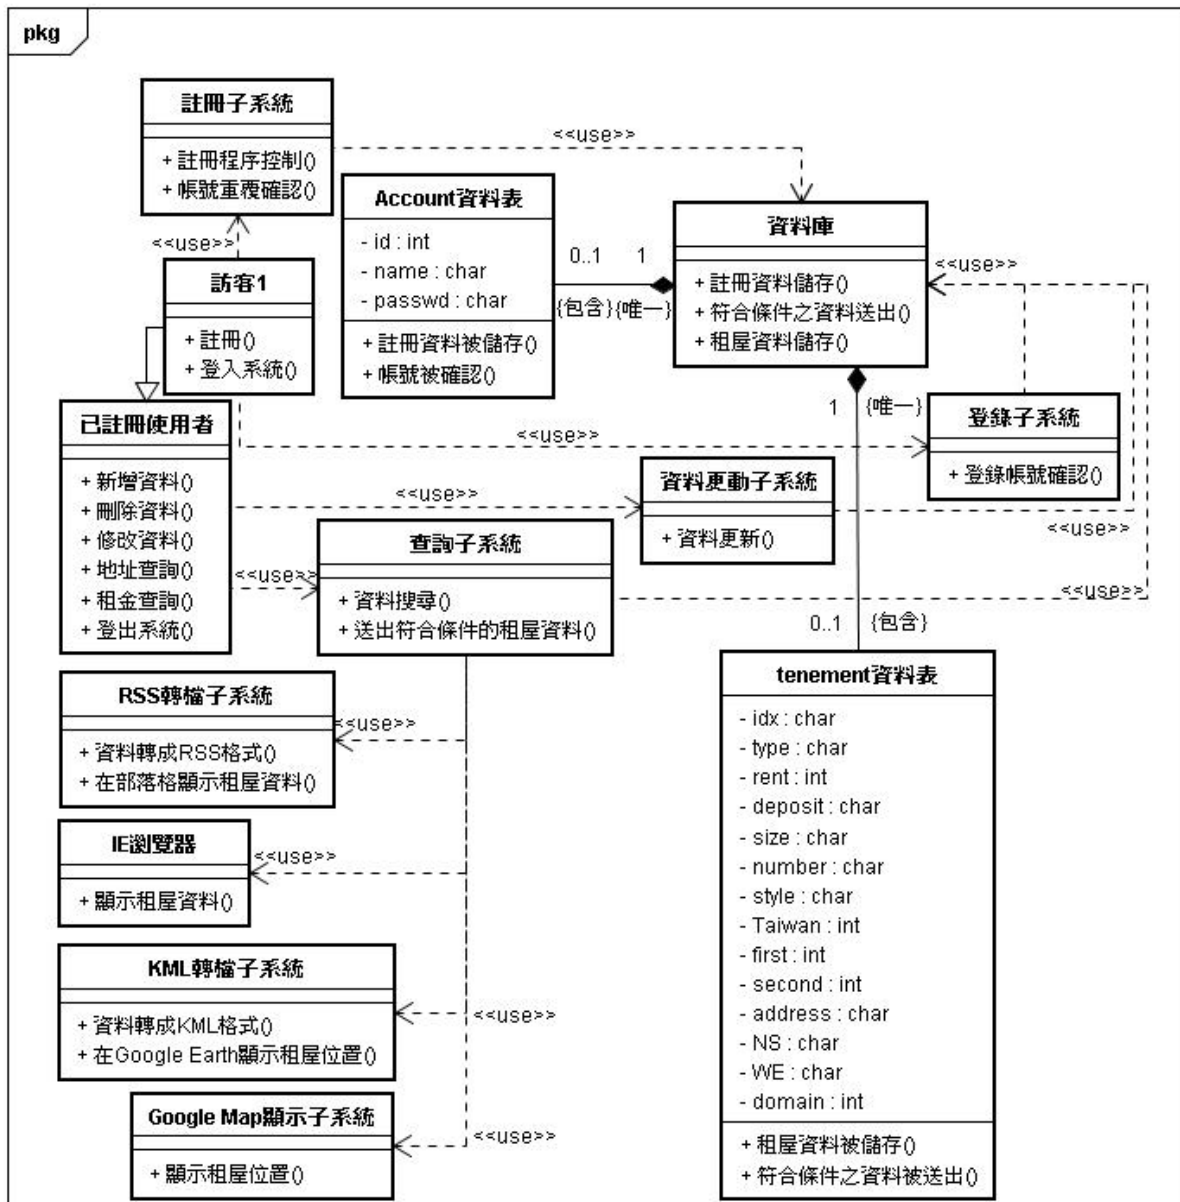 pkg
註冊子系統
+ 註冊程序控制()
+ 帳號重覆確認()
<<use>>
<<use>>
訪客1
+ 註冊()
+ 登入系統()
Account資料表
- id : int
- name : char
- passwd : char
+ 註冊資料被儲存()
+ 帳號被確認()
0..1
1
{包含}
{唯一}
資料庫
+ 註冊資料儲存()
+ 符合條件之資料送出()
+ 租屋資料儲存()
<<use>>
1
{唯一}
登錄子系統
+ 登錄帳號確認()
已註冊使用者
+ 新增資料()
+ 刪除資料()
+ 修改資料()
+ 地址查詢()
+ 租金查詢()
+ 登出系統()
<<use>>
<<use>>
資料更動子系統
+ 資料更新()
<<use>>
<<use>>
查詢子系統
+ 資料搜尋()
+ 送出符合條件的租屋資料()
<<use>>
0..1
{包含}
tenement資料表
- idx : char
- type : char
- rent : int
- deposit : char
- size : char
- number : char
- style : char
- Taiwan : int
- first : int
- second : int
- address : char
- NS : char
- WE : char
- domain : int
+ 租屋資料被儲存()
+ 符合條件之資料被送出()
RSS轉檔子系統
+ 資料轉成RSS格式()
+ 在部落格顯示租屋資料()
<<use>>
IE瀏覽器
+ 顯示租屋資料()
<<use>>
KML轉檔子系統
+ 資料轉成KML格式()
+ 在Google Earth顯示租屋位置()
<<use>>
Google Map顯示子系統
+ 顯示租屋位置()
<<use>>